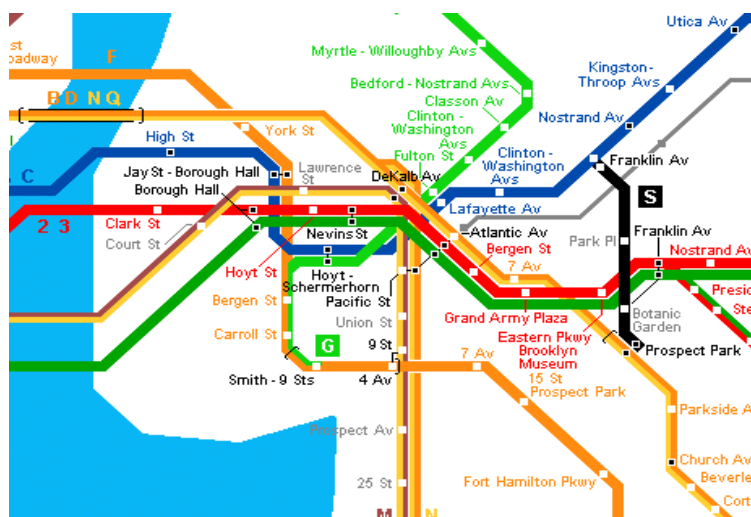 Utica Av
st
oadway
F
Myrtle - Willoughby Avs
Kingston -
Throop Avs
Bedford - Nostrand Avs
Classon Av
B D N Q
Clinton -
Washington
Avs
Nostrand Av
York St
High St
Fulton St
Clinton -
Washington
Avs
Franklin Av
Jay St - Borough Hall
Lawrence
St
DeKalb Av
, C
Borough Hall
S
Lafayette Av
2 3
Clark St
Nevins St
Atlantic Av
Franklin Av
Court St
Bergen St
Park Pl
Nostrand Av
Hoyt St
Hoyt -
Schermerhorn
7 Av
Presid
Ste
Bergen St
Pacific St
Grand Army Plaza
Botanic
Garden
Union St
Eastern Pkwy
Brooklyn
Museum
Carroll St
G
9 St
Prospect Park
Smith - 9 Sts
4 Av
7 Av
15 St
Prospect Park
Parkside A
Prospect Av
Church Av
25 St
Fort Hamilton Pkwy
Beverle
Cort
M
N